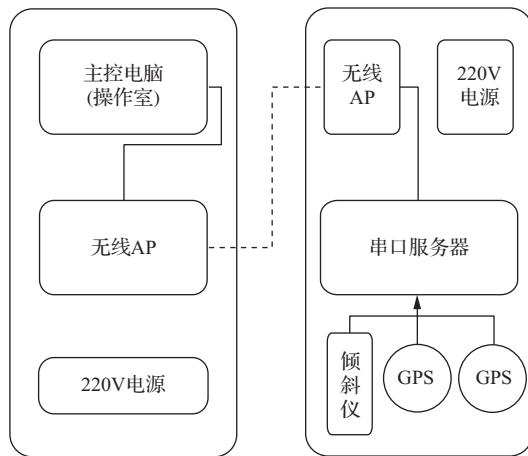 主控电脑
(操作室)
无线AP
220V电源
无线
AP
220V
电源
串口服务器
倾
斜
仪
GPS
GPS